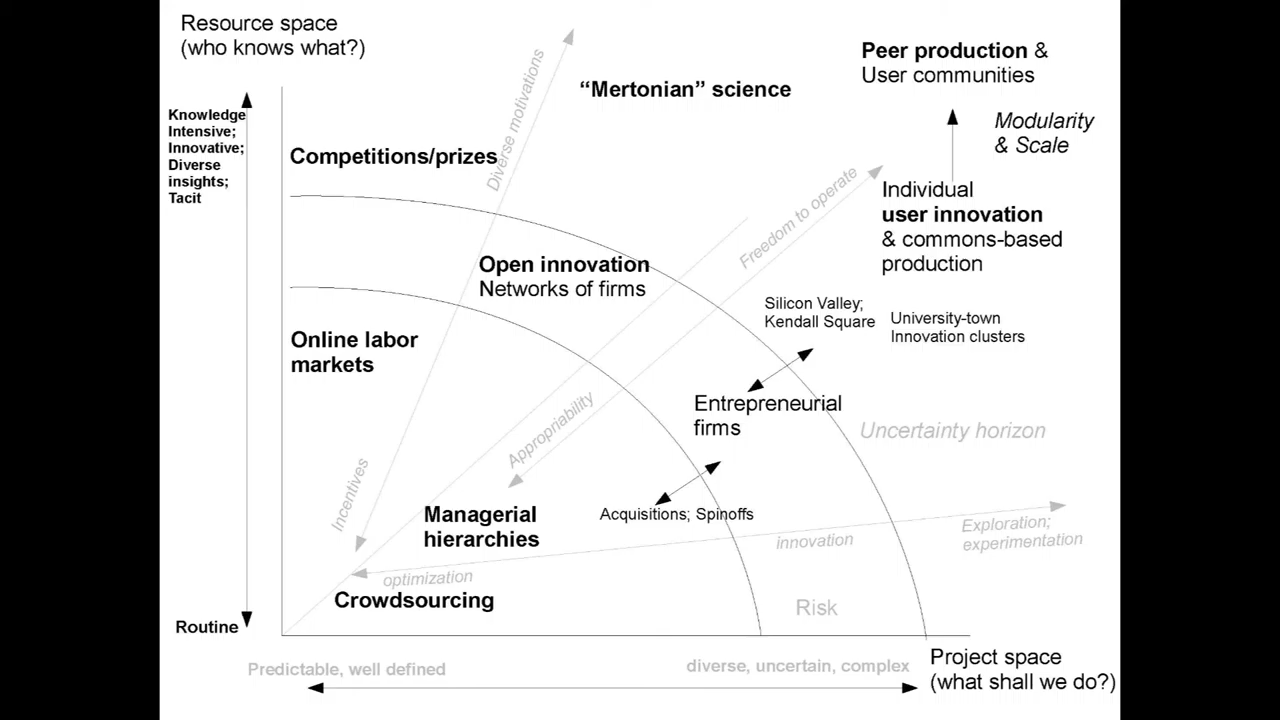 Resource space
(who knows what?)
Peer production &
User communities
"Mertonian" science
Diverse motivations
Knowledge
Intensive;
Innovative;
Diverse
insights;
Tacit
Modularity
& Scale
Competitions/prizes
Freedom to operate
Individual
user innovation
& commons-based
production
Open innovation
Networks of firms
Silicon Valley;
Kendall Square
University-town
Innovation clusters
Online labor
markets
Entrepreneurial
firms
Uncertainty horizon
Appropriability
Incentives
Managerial
hierarchies
Acquisitions; Spinoffs
Exploration;
experimentation
innovation
optimization
Crowdsourcing
Risk
Routine
Predictable, well defined
diverse, uncertain, complex
Project space
(what shall we do?)